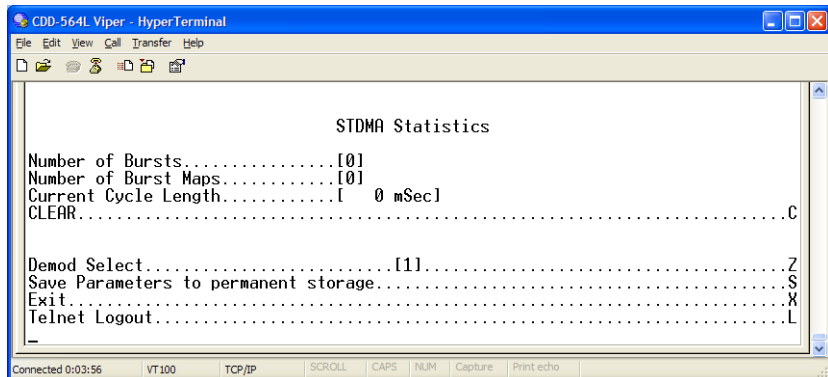 CDD-564L Viper - HyperTerminal
File Edit View Call Transfer Help
STDMA Statistics
Number of Bursts................[0]
Number of Burst Maps............[0]
Current Cycle Length............[   0 mSec]
CLEAR.....................................................................................C
Demod Select..............................[1].............................................Z
Save Parameters to permanent storage......................................................S
Exit......................................................................................X
Telnet Logout.............................................................................L
Connected 0:03:56 VT100 TCP/IP SCROLL CAPS NUM Capture Print echo